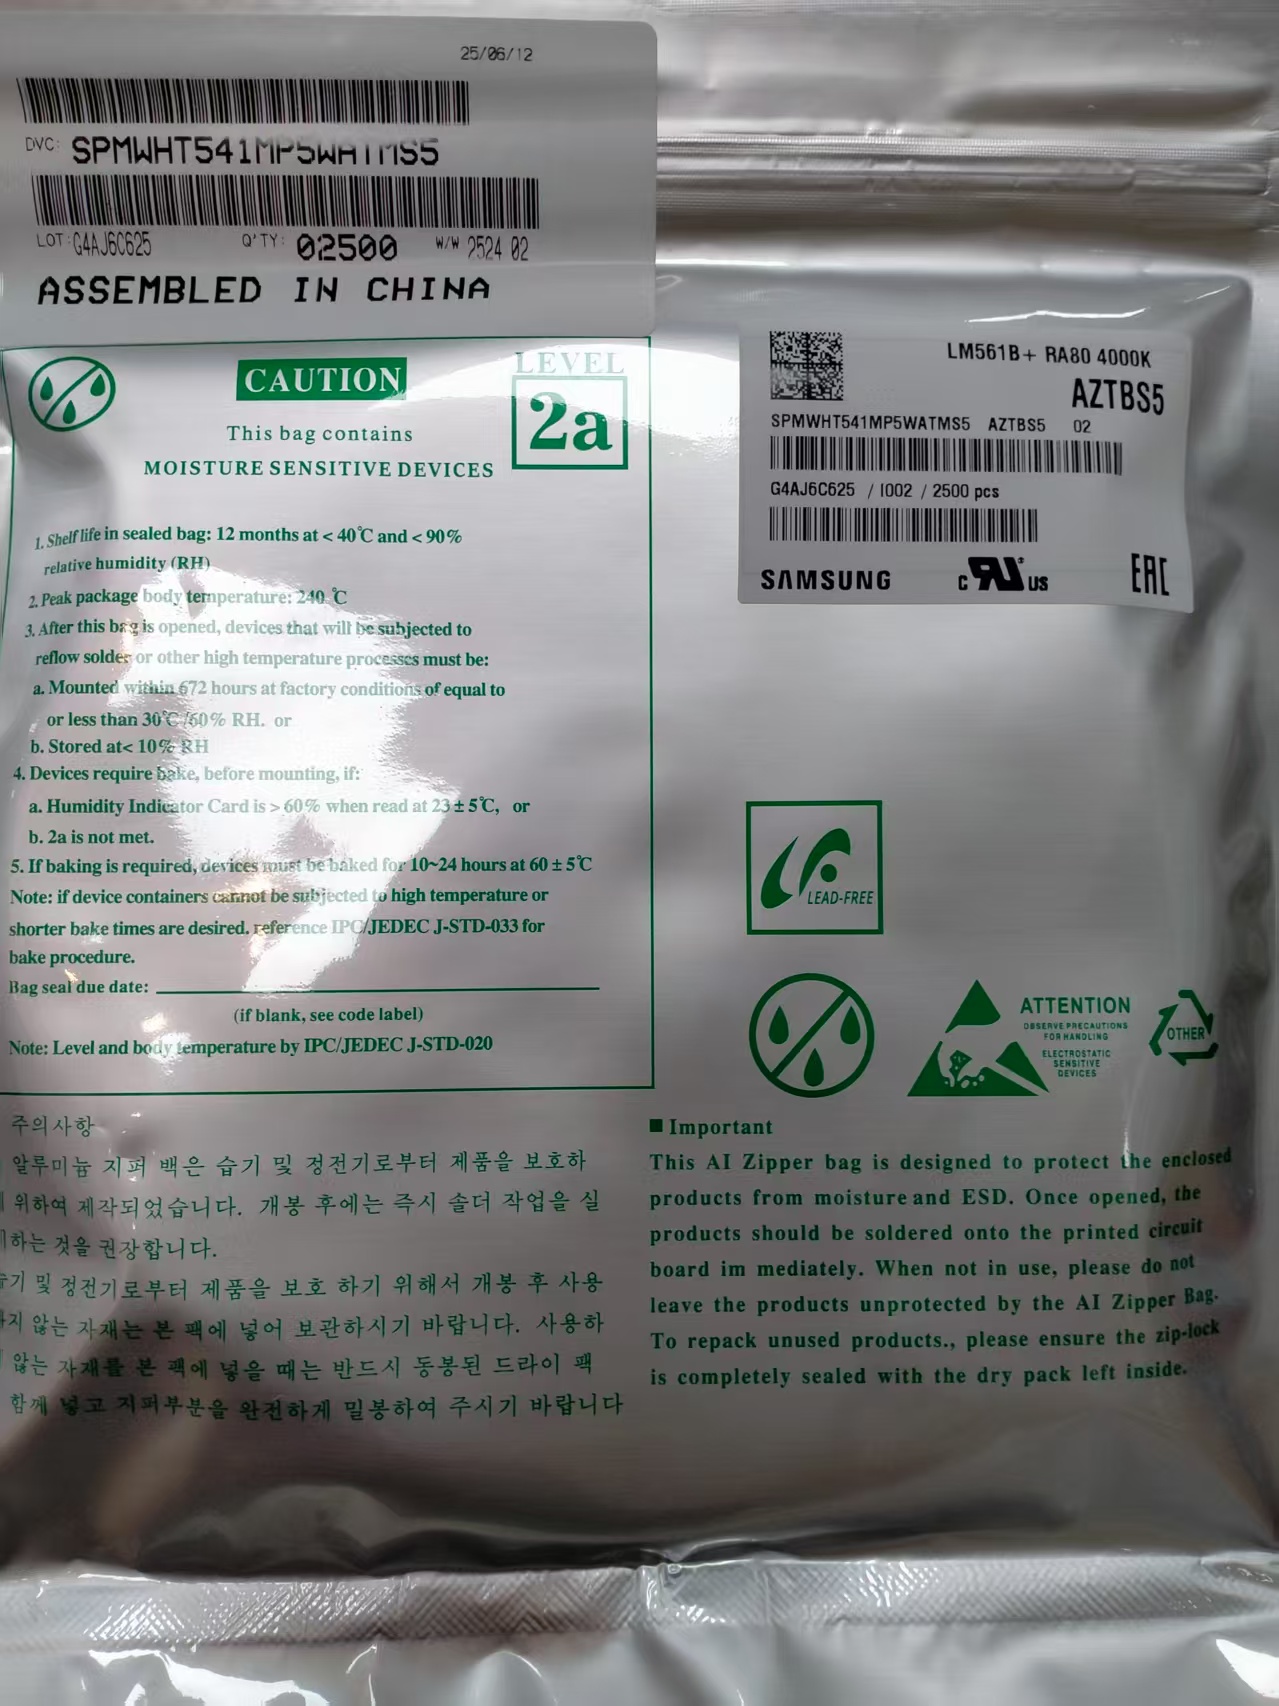 25/06/12
DVC: SPMWHT541MP5WATMS5
LOT:G4AJ6C625 Q'TY: 02500 W/W 2524 02
ASSEMBLED IN CHINA
CAUTION
LEVEL
2a
This bag contains
MOISTURE SENSITIVE DEVICES
1. Shelf life in sealed bag: 12 months at < 40℃ and < 90%
relative humidity (RH)
2. Peak package body temperature: 240 ℃
3. After this bag is opened, devices that will be subjected to
reflow solder or other high temperature processes must be:
a. Mounted within 672 hours at factory conditions of equal to
or less than 30℃/60% RH. or
b. Stored at< 10% RH
4. Devices require bake, before mounting, if:
a. Humidity Indicator Card is > 60% when read at 23 ± 5℃, or
b. 2a is not met.
5. If baking is required, devices must be baked for 10~24 hours at 60 ± 5℃
Note: if device containers cannot be subjected to high temperature or
shorter bake times are desired. reference IPC/JEDEC J-STD-033 for
bake procedure.
Bag seal due date:
(if blank, see code label)
Note: Level and body temperature by IPC/JEDEC J-STD-020
LM561B+ RA80 4000K
AZTBS5
SPMWHT541MP5WATMS5 AZTBS5 02
G4AJ6C625 / I002 / 2500 pcs
SAMSUNG c RU US EAC
LEAD-FREE
ATTENTION
OBSERVE PRECAUTIONS
FOR HANDLING
ELECTROSTATIC
SENSITIVE
DEVICES
OTHER
주의사항
알루미늄 지퍼 백은 습기 및 정전기로부터 제품을 보호하
위하여 제작되었습니다. 개봉 후에는 즉시 솔더 작업을 실
하는 것을 권장합니다.
습기 및 정전기로부터 제품을 보호 하기 위해서 개봉 후 사용
하지 않는 자재는 본 팩에 넣어 보관하시기 바랍니다. 사용하
않는 자재를 본 팩에 넣을 때는 반드시 동봉된 드라이 팩
함께 넣고 지퍼부분을 완전하게 밀봉하여 주시기 바랍니다
■ Important
This AI Zipper bag is designed to protect the enclosed
products from moisture and ESD. Once opened, the
products should be soldered onto the printed circuit
board im mediately. When not in use, please do not
leave the products unprotected by the AI Zipper Bag.
To repack unused products., please ensure the zip-lock
is completely sealed with the dry pack left inside.